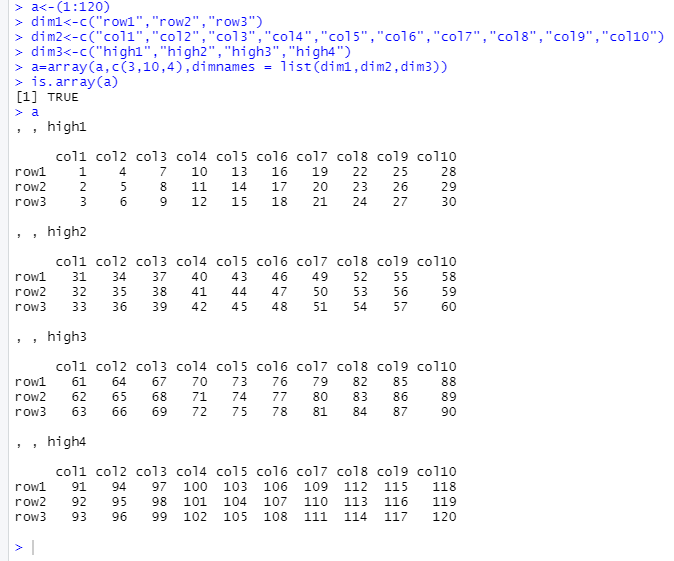 > a<-(1:120)
> dim1<-c("row1","row2","row3")
> dim2<-c("col1","col2","col3","col4","col5","col6","col7","col8","col9","col10")
> dim3<-c("high1","high2","high3","high4")
> a=array(a,c(3,10,4),dimnames = list(dim1,dim2,dim3))
> is.array(a)
[1] TRUE
> a
, , high1
     col1 col2 col3 col4 col5 col6 col7 col8 col9 col10
row1    1    4    7   10   13   16   19   22   25    28
row2    2    5    8   11   14   17   20   23   26    29
row3    3    6    9   12   15   18   21   24   27    30
, , high2
     col1 col2 col3 col4 col5 col6 col7 col8 col9 col10
row1   31   34   37   40   43   46   49   52   55    58
row2   32   35   38   41   44   47   50   53   56    59
row3   33   36   39   42   45   48   51   54   57    60
, , high3
     col1 col2 col3 col4 col5 col6 col7 col8 col9 col10
row1   61   64   67   70   73   76   79   82   85    88
row2   62   65   68   71   74   77   80   83   86    89
row3   63   66   69   72   75   78   81   84   87    90
, , high4
     col1 col2 col3 col4 col5 col6 col7 col8 col9 col10
row1   91   94   97  100  103  106  109  112  115   118
row2   92   95   98  101  104  107  110  113  116   119
row3   93   96   99  102  105  108  111  114  117   120
>